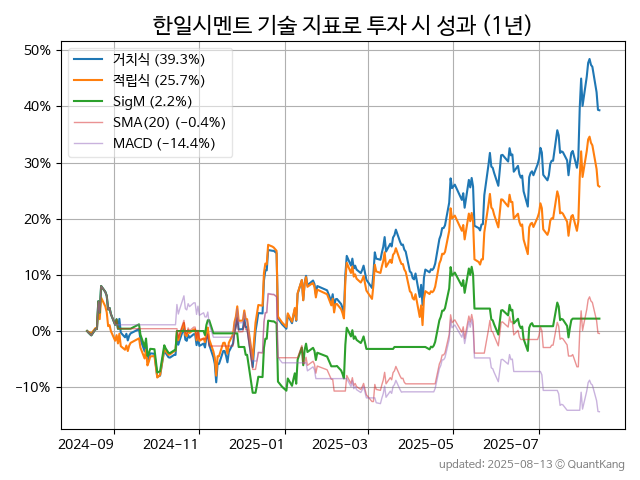 한일시멘트 기술 지표로 투자 시 성과 (1년)
50%
40%
30%
20%
10%
0%
−10%
거치식 (39.3%)
적립식 (25.7%)
SigM (2.2%)
SMA(20) (−0.4%)
MACD (−14.4%)
2024-09
2024-11
2025-01
2025-03
2025-05
2025-07
updated: 2025-08-13 © QuantKang